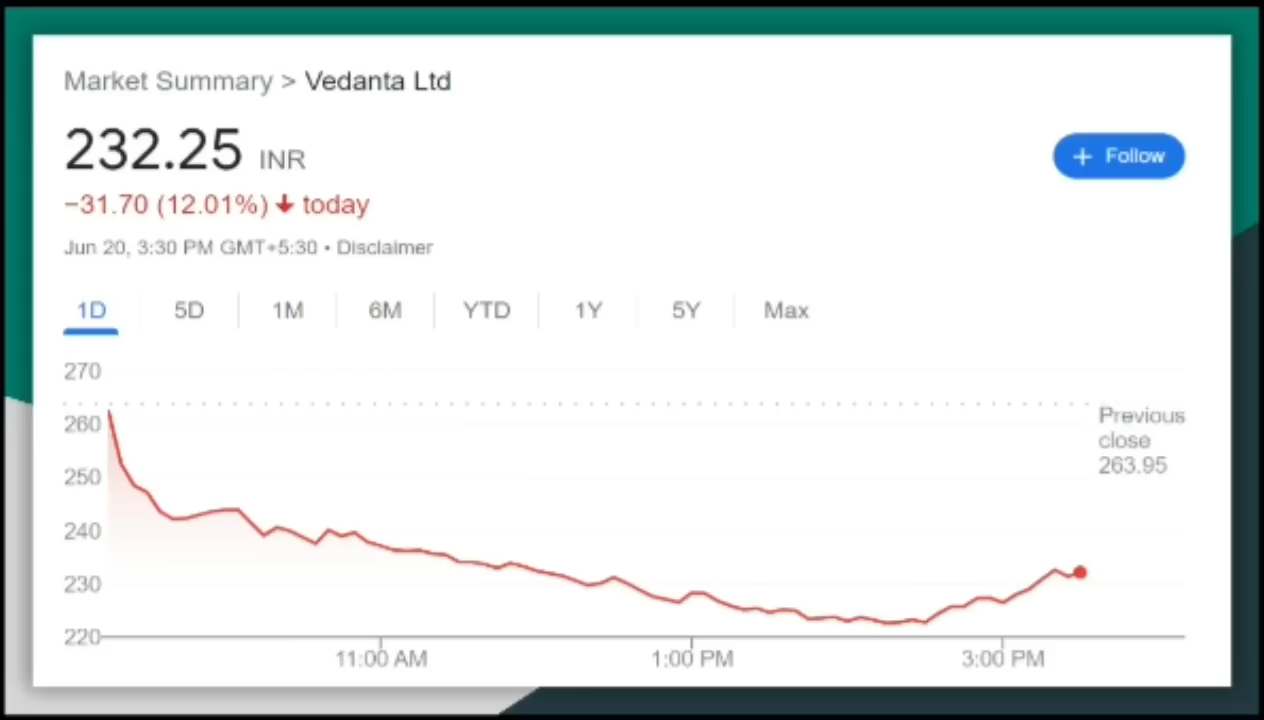 Market Summary > Vedanta Ltd
232.25 INR
+ Follow
−31.70 (12.01%) ↓ today
Jun 20, 3:30 PM GMT+5:30 • Disclaimer
1D 5D 1M 6M YTD 1Y 5Y Max
270
260
250
240
230
220
Previous
close
263.95
11:00 AM 1:00 PM 3:00 PM